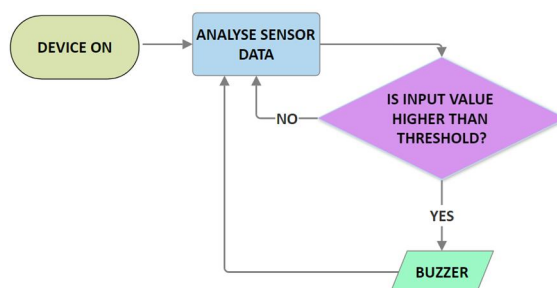 DEVICE ON
ANALYSE SENSOR
DATA
IS INPUT VALUE
HIGHER THAN
THRESHOLD?
NO
YES
BUZZER